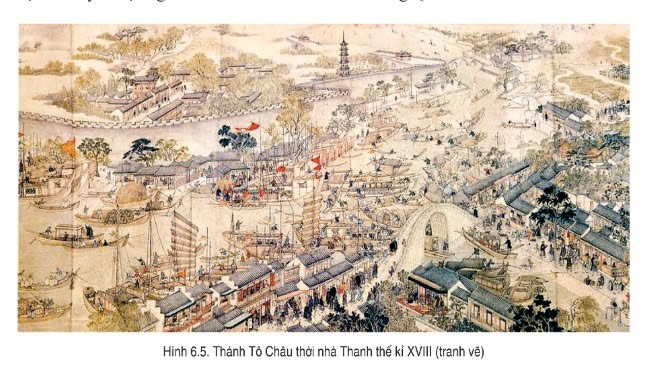 Hình 6.5. Thành Tô Châu thời nhà Thanh thế kỉ XVIII (tranh vẽ)